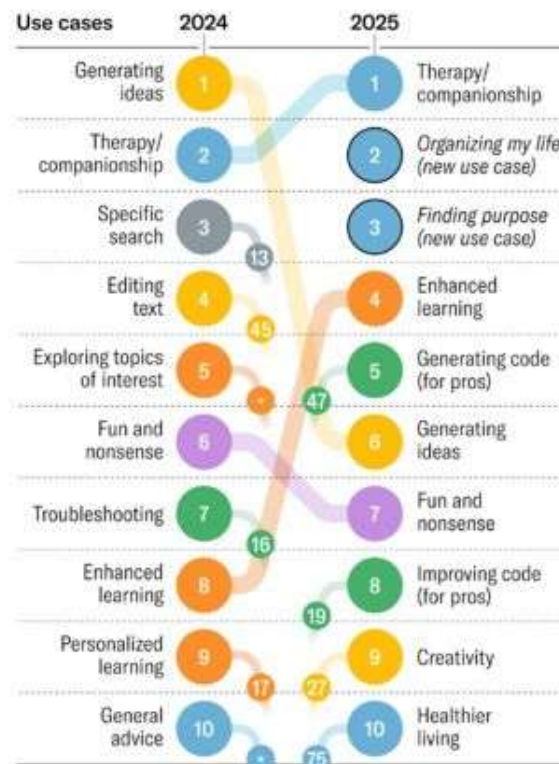 Use cases 2024 2025
Generating 1 1 Therapy/
ideas companionship
Therapy/ 2 2 Organizing my life
companionship (new use case)
Specific 3 3 Finding purpose
search 13 (new use case)
Editing 4 4 Enhanced
text 45 learning
Exploring topics 5 5 Generating code
of interest * 47 (for pros)
Fun and 6 6 Generating
nonsense ideas
Troubleshooting 7 7 Fun and
16 nonsense
Enhanced 8 8 Improving code
learning 19 (for pros)
Personalized 9 9 Creativity
learning 17 27
General 10 10 Healthier
advice * 75 living